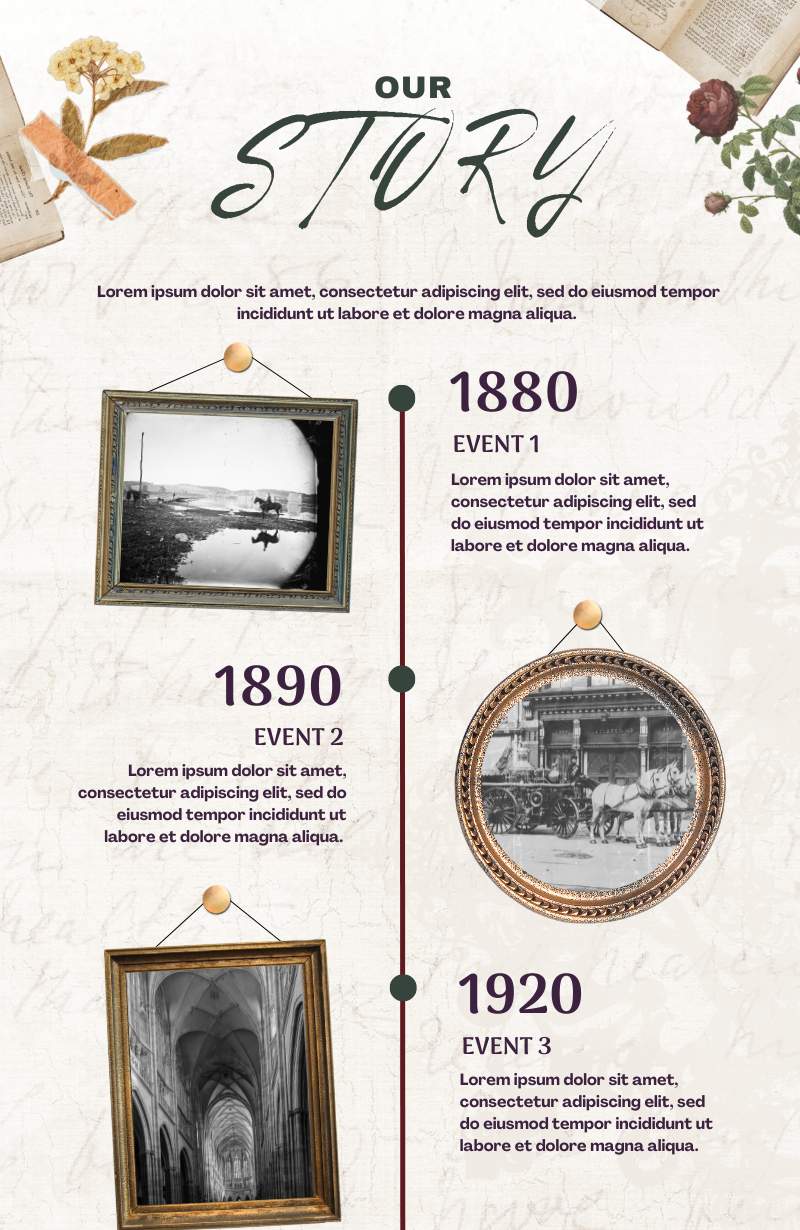 OUR
STORY
Lorem ipsum dolor sit amet, consectetur adipiscing elit, sed do eiusmod tempor
incididunt ut labore et dolore magna aliqua.
1880
EVENT 1
Lorem ipsum dolor sit amet,
consectetur adipiscing elit, sed
do eiusmod tempor incididunt ut
labore et dolore magna aliqua.
1890
EVENT 2
Lorem ipsum dolor sit amet,
consectetur adipiscing elit, sed do
eiusmod tempor incididunt ut
labore et dolore magna aliqua.
1920
EVENT 3
Lorem ipsum dolor sit amet,
consectetur adipiscing elit, sed
do eiusmod tempor incididunt ut
labore et dolore magna aliqua.